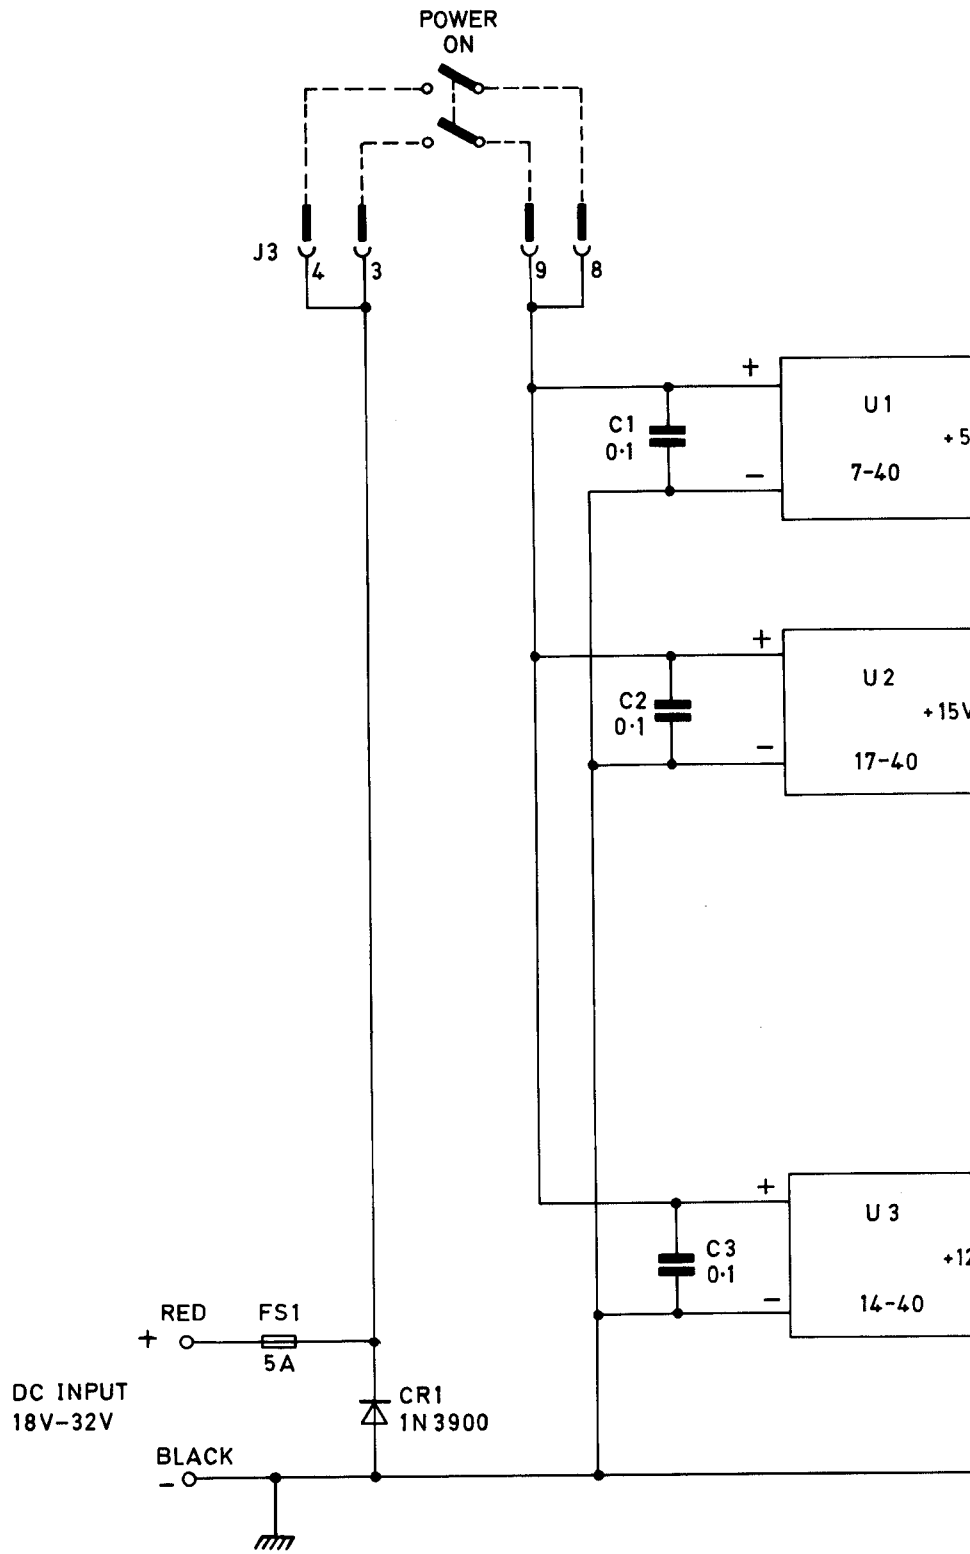 POWER
ON
J3
4
3
9
8
+
U1
C1
0·1
+5
7-40
−
+
U2
C2
0·1
+15V
−
17-40
+
U3
C3
0·1
+12
−
14-40
RED
FS1
+
5A
DC INPUT
18V-32V
CR1
1N3900
BLACK
−